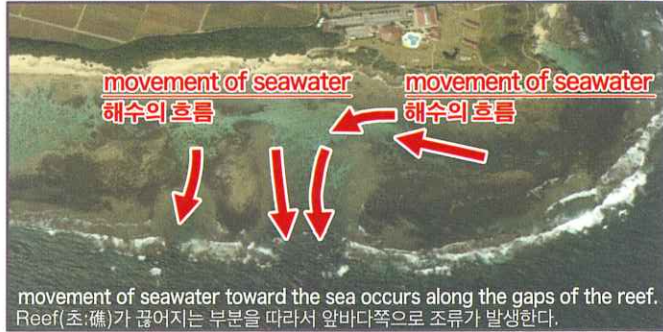 movement of seawater
해수의 흐름
movement of seawater
해수의 흐름
movement of seawater toward the sea occurs along the gaps of the reef.
Reef(초:礁)가 끊어지는 부분을 따라서 앞바다쪽으로 조류가 발생한다.